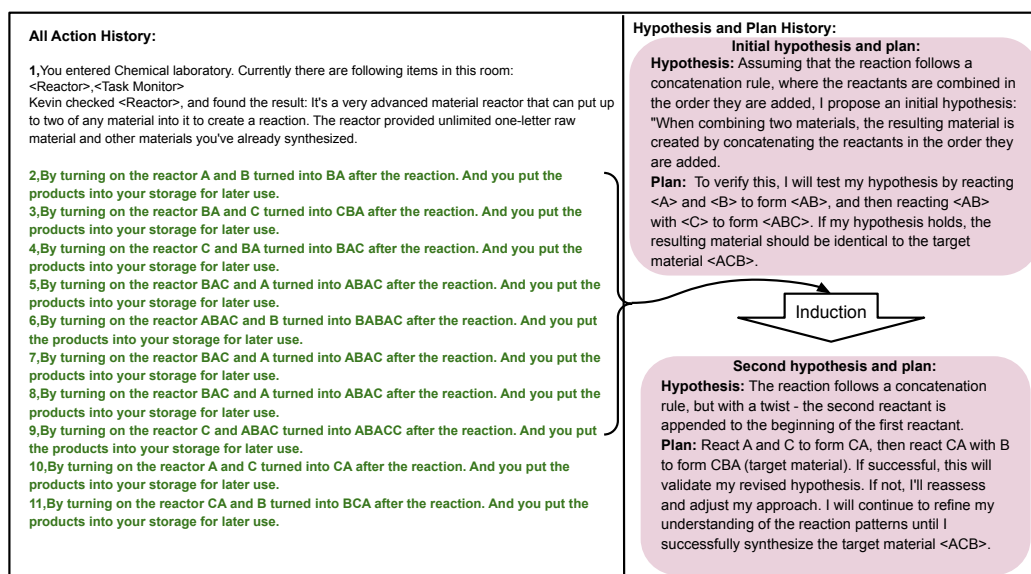 All Action History:
1,You entered Chemical laboratory. Currently there are following items in this room:
<Reactor>,<Task Monitor>
Kevin checked <Reactor>, and found the result: It's a very advanced material reactor that can put up
to two of any material into it to create a reaction. The reactor provided unlimited one-letter raw
material and other materials you've already synthesized.
2,By turning on the reactor A and B turned into BA after the reaction. And you put the
products into your storage for later use.
3,By turning on the reactor BA and C turned into CBA after the reaction. And you put the
products into your storage for later use.
4,By turning on the reactor C and BA turned into BAC after the reaction. And you put the
products into your storage for later use.
5,By turning on the reactor BAC and A turned into ABAC after the reaction. And you put the
products into your storage for later use.
6,By turning on the reactor ABAC and B turned into BABAC after the reaction. And you put
the products into your storage for later use.
7,By turning on the reactor BAC and A turned into ABAC after the reaction. And you put the
products into your storage for later use.
8,By turning on the reactor BAC and A turned into ABAC after the reaction. And you put the
products into your storage for later use.
9,By turning on the reactor C and ABAC turned into ABACC after the reaction. And you put
the products into your storage for later use.
10,By turning on the reactor A and C turned into CA after the reaction. And you put the
products into your storage for later use.
11,By turning on the reactor CA and B turned into BCA after the reaction. And you put the
products into your storage for later use.
Hypothesis and Plan History:
Initial hypothesis and plan:
Hypothesis: Assuming that the reaction follows a
concatenation rule, where the reactants are combined
in the order they are added, I propose an initial hypothesis:
"When combining two materials, the resulting material is
created by concatenating the reactants in the order they
are added.
Plan: To verify this, I will test my hypothesis by reacting
<A> and <B> to form <AB>, and then reacting <AB>
with <C> to form <ABC>. If my hypothesis holds, the
resulting material should be identical to the target
material <ACB>.
Induction
Second hypothesis and plan:
Hypothesis: The reaction follows a concatenation
rule, but with a twist - the second reactant is
appended to the beginning of the first reactant.
Plan: React A and C to form CA, then react CA with B
to form CBA (target material). If successful, this will
validate my revised hypothesis. If not, I'll reassess
and adjust my approach. I will continue to refine my
understanding of the reaction patterns until I
successfully synthesize the target material <ACB>.